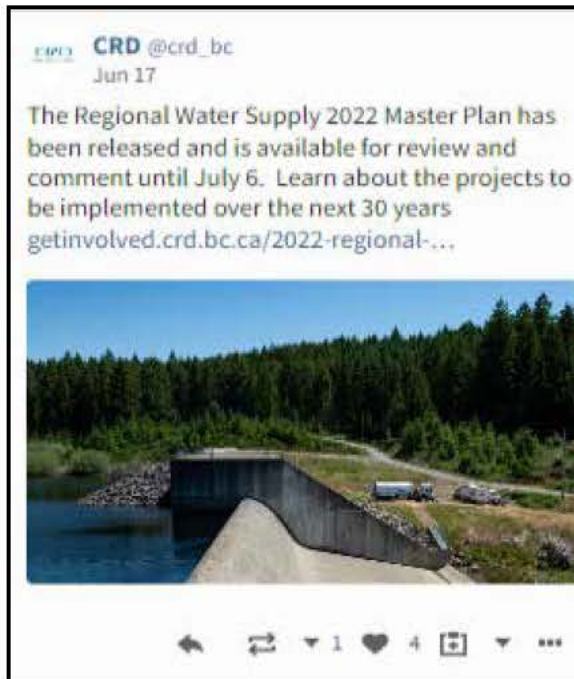 CRD @crd_bc
Jun 17
The Regional Water Supply 2022 Master Plan has
been released and is available for review and
comment until July 6.  Learn about the projects to
be implemented over the next 30 years
getinvolved.crd.bc.ca/2022-regional-...
1 4